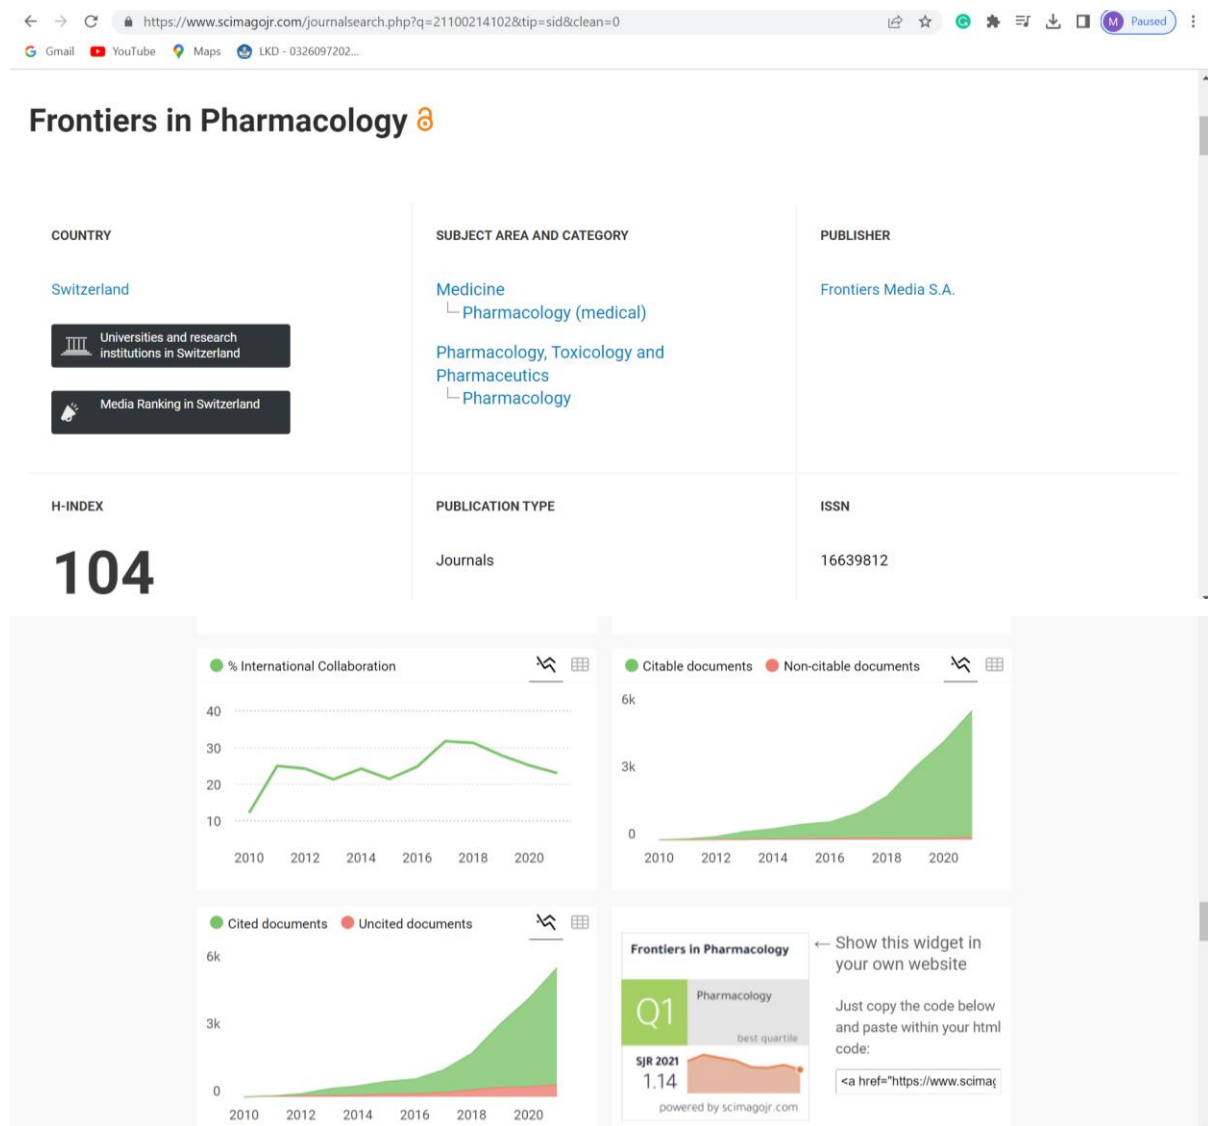 https://www.scimagojr.com/journalsearch.php?q=21100214102&tip=sid&clean=0
M Paused
Gmail YouTube Maps LKD - 0326097202...
Frontiers in Pharmacology
COUNTRY
Switzerland
Universities and research
institutions in Switzerland
Media Ranking in Switzerland
SUBJECT AREA AND CATEGORY
Medicine
Pharmacology (medical)
Pharmacology, Toxicology and
Pharmaceutics
Pharmacology
PUBLISHER
Frontiers Media S.A.
H-INDEX
104
PUBLICATION TYPE
Journals
ISSN
16639812
% International Collaboration
40
30
20
10
2010 2012 2014 2016 2018 2020
Citable documents Non-citable documents
6k
3k
0
2010 2012 2014 2016 2018 2020
Cited documents Uncited documents
6k
3k
0
2010 2012 2014 2016 2018 2020
Frontiers in Pharmacology
Q1
Pharmacology
best quartile
SJR 2021
1.14
powered by scimagojr.com
← Show this widget in
your own website
Just copy the code below
and paste within your html
code:
<a href="https://www.scimag